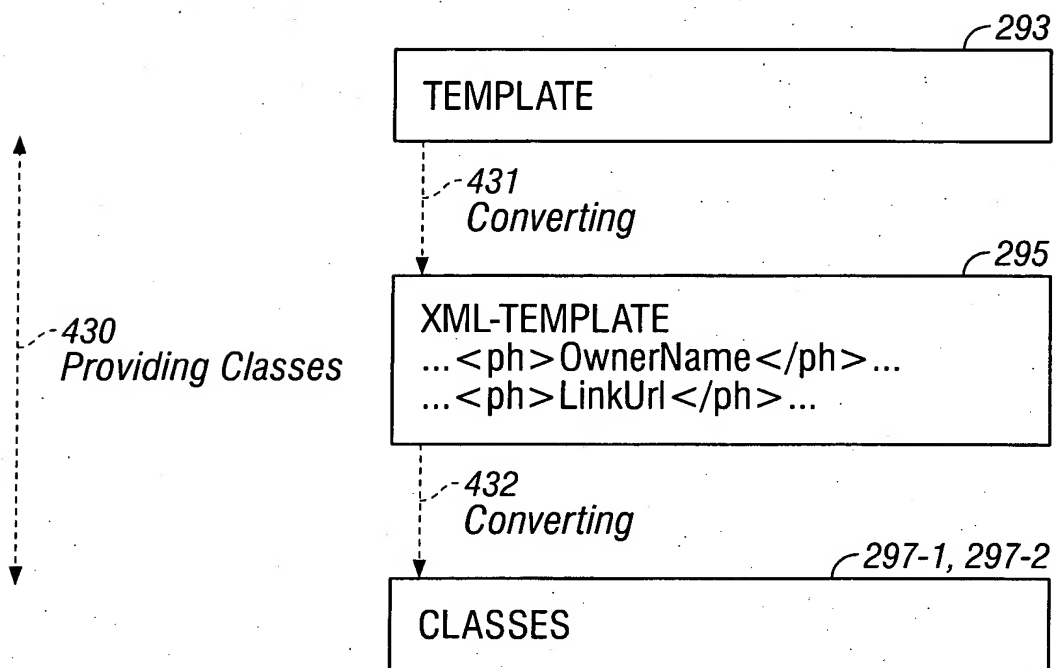 293
TEMPLATE
431
Converting
295
XML-TEMPLATE
...<ph>OwnerName</ph>...
...<ph>LinkUrl</ph>...
430
Providing Classes
432
Converting
297-1, 297-2
CLASSES